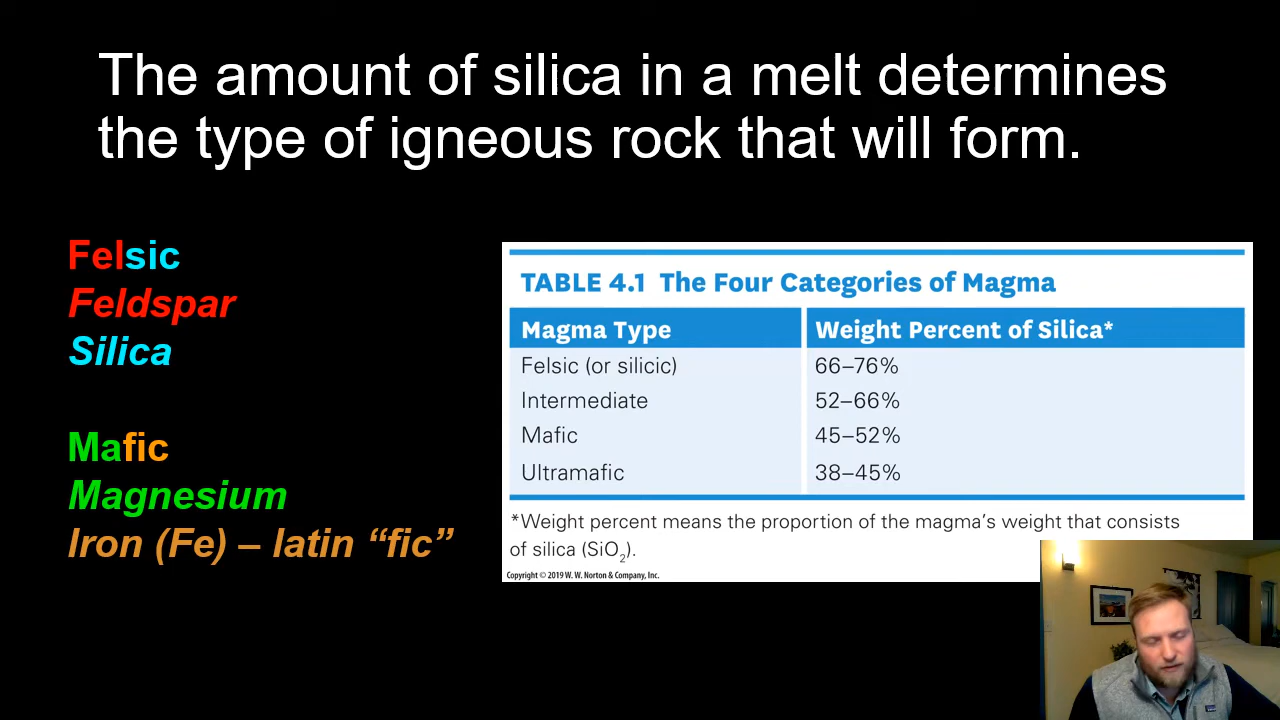 The amount of silica in a melt determines
the type of igneous rock that will form.
Felsic
Feldspar
Silica
Mafic
Magnesium
Iron (Fe) – latin “fic”
TABLE 4.1 The Four Categories of Magma
Magma Type Weight Percent of Silica*
Felsic (or silicic) 66–76%
Intermediate 52–66%
Mafic 45–52%
Ultramafic 38–45%
*Weight percent means the proportion of the magma’s weight that consists
of silica (SiO₂).
Copyright © 2019 W. W. Norton & Company, Inc.